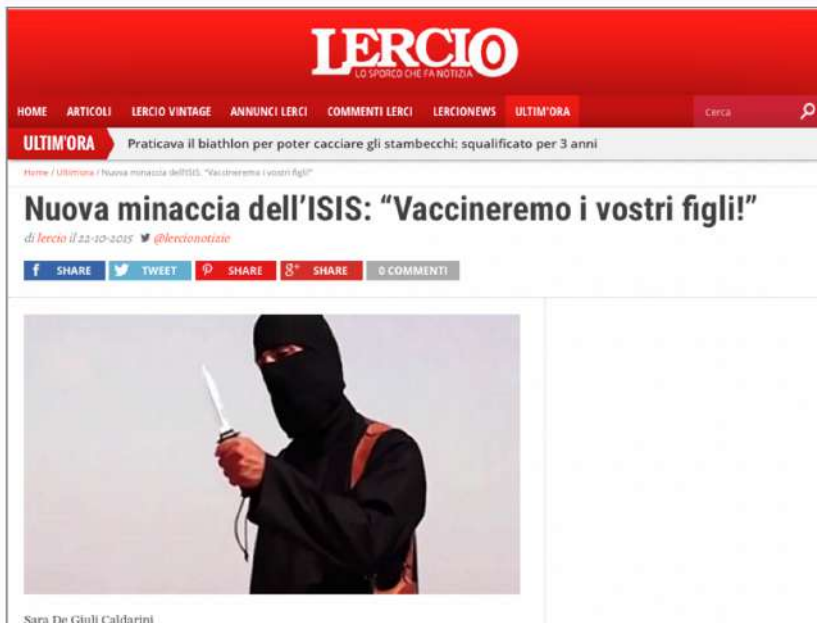 LERCIO
LO SPORCO CHE FA NOTIZIA
HOME ARTICOLI LERCIO VINTAGE ANNUNCI LERCI COMMENTI LERCI LERCIONEWS ULTIM'ORA Cerca
ULTIM'ORA Praticava il biathlon per poter cacciare gli stambecchi: squalificato per 3 anni
Home / Ultimora / Nuova minaccia dell'ISIS: "Vaccineremo i vostri figli!"
Nuova minaccia dell'ISIS: “Vaccineremo i vostri figli!”
di lercio il 22-10-2015 @lercionotizie
f SHARE TWEET SHARE g+ SHARE 0 COMMENTI
Sara De Giuli Caldarini